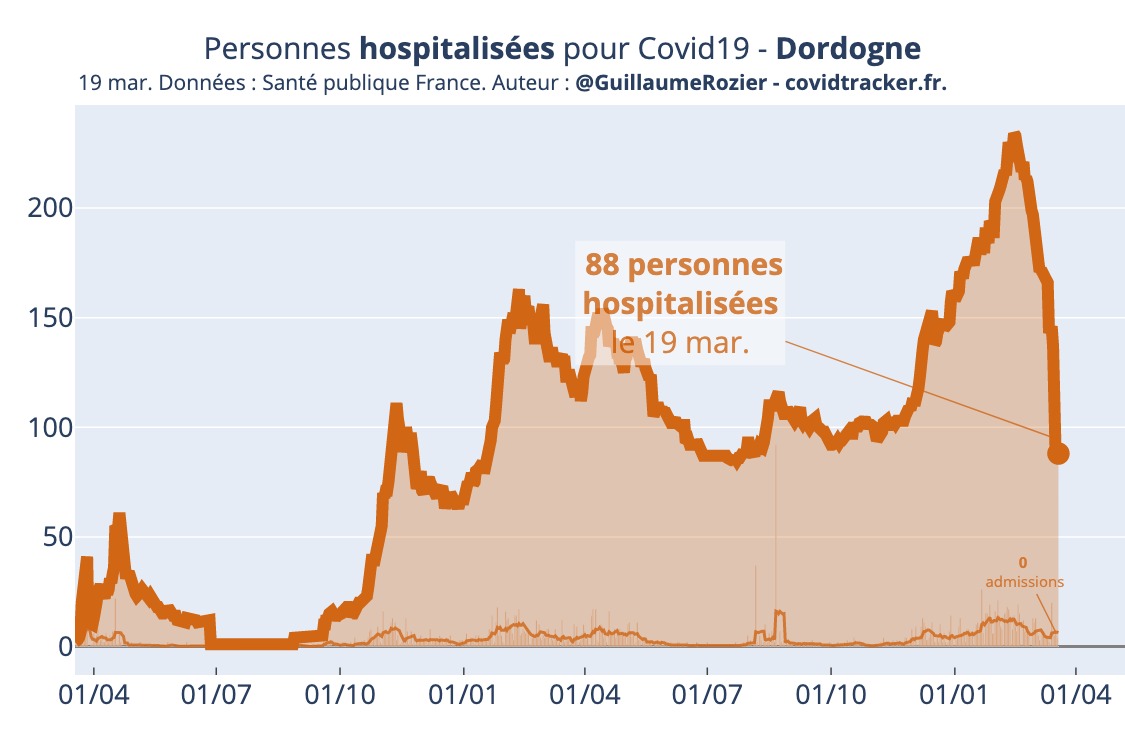 Personnes hospitalisées pour Covid19 - Dordogne
19 mar. Données : Santé publique France. Auteur : @GuillaumeRozier - covidtracker.fr.
200
150
100
50
0
88 personnes
hospitalisées
le 19 mar.
0
admissions
01/04 01/07 01/10 01/01 01/04 01/07 01/10 01/01 01/04